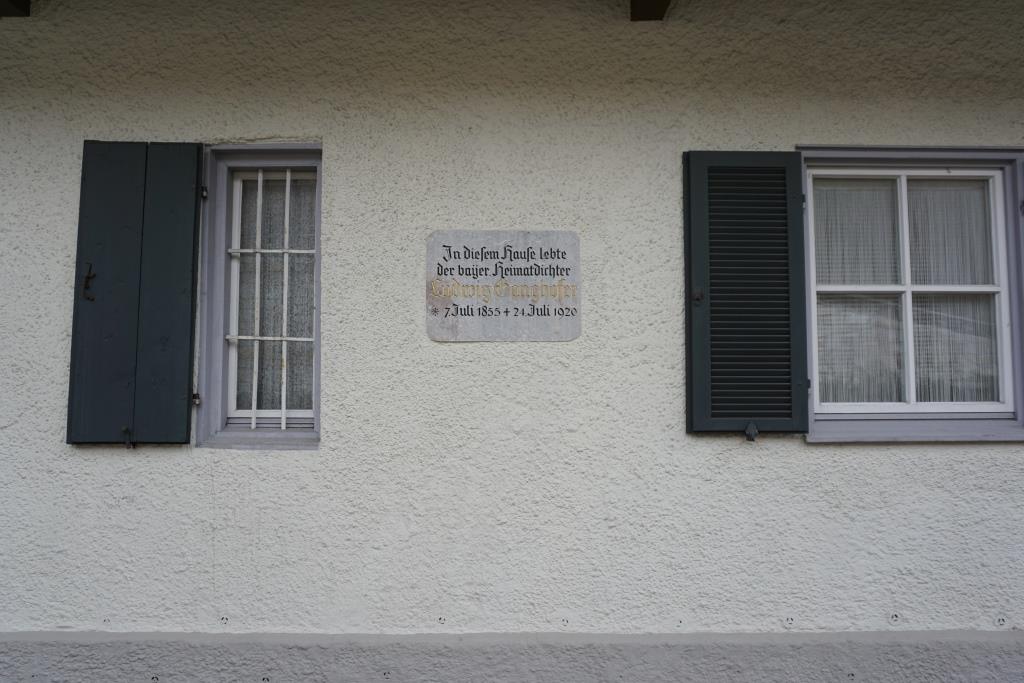 In diesem Hause lebte
der bayer. Heimatdichter
Ludwig Ganghofer
* 7. Juli 1855 + 24. Juli 1920